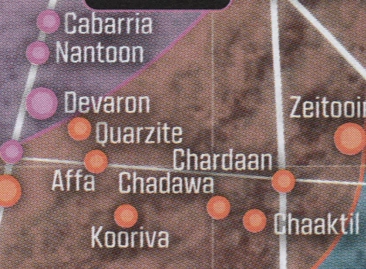 Cabarria
Nantoon
Devaron
Zeitooi
Quarzite
Chardaan
Affa
Chadawa
Chaaktil
Kooriva